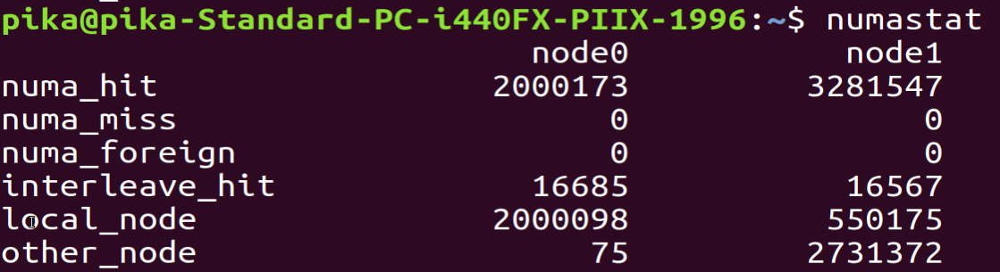 pika@pika-Standard-PC-i440FX-PIIX-1996:~$ numastat
node0 node1
numa_hit 2000173 3281547
numa_miss 0 0
numa_foreign 0 0
interleave_hit 16685 16567
local_node 2000098 550175
other_node 75 2731372